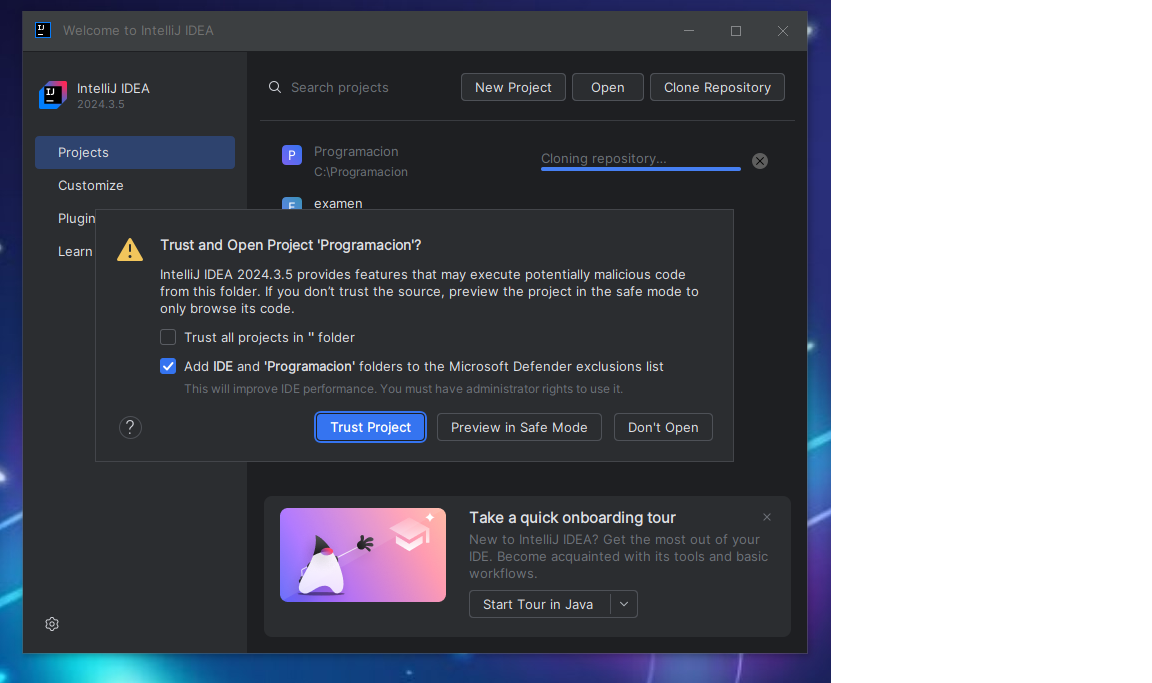 Welcome to IntelliJ IDEA
IntelliJ IDEA
2024.3.5
Search projects
New Project
Open
Clone Repository
Projects
Customize
Plugin
Learn
P
Programacion
C:\Programacion
Cloning repository...
examen
Trust and Open Project 'Programacion'?
IntelliJ IDEA 2024.3.5 provides features that may execute potentially malicious code
from this folder. If you don’t trust the source, preview the project in the safe mode to
only browse its code.
Trust all projects in '' folder
Add IDE and 'Programacion' folders to the Microsoft Defender exclusions list
This will improve IDE performance. You must have administrator rights to use it.
?
Trust Project
Preview in Safe Mode
Don't Open
Take a quick onboarding tour
New to IntelliJ IDEA? Get the most out of your
IDE. Become acquainted with its tools and basic
workflows.
Start Tour in Java